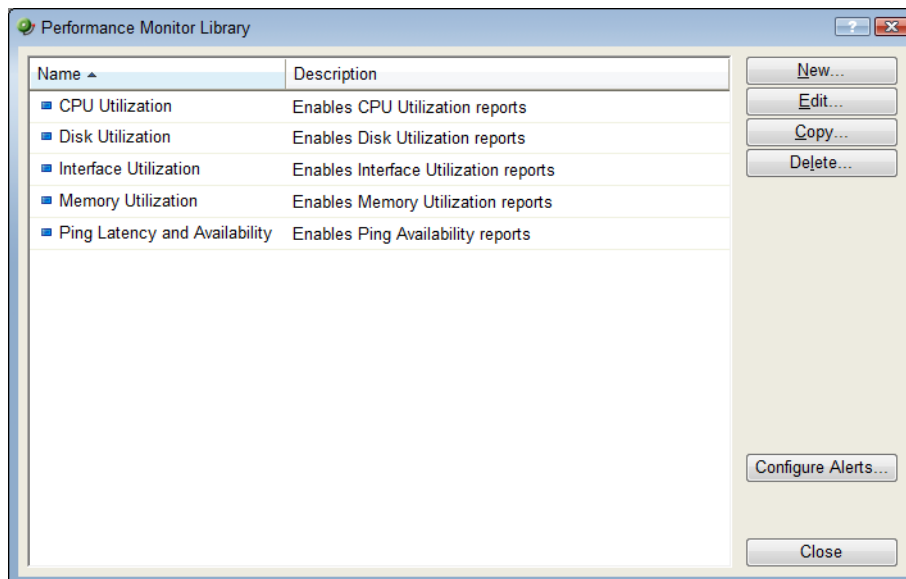 Performance Monitor Library
?
Name Description
CPU Utilization Enables CPU Utilization reports
Disk Utilization Enables Disk Utilization reports
Interface Utilization Enables Interface Utilization reports
Memory Utilization Enables Memory Utilization reports
Ping Latency and Availability Enables Ping Availability reports
New...
Edit...
Copy...
Delete...
Configure Alerts...
Close